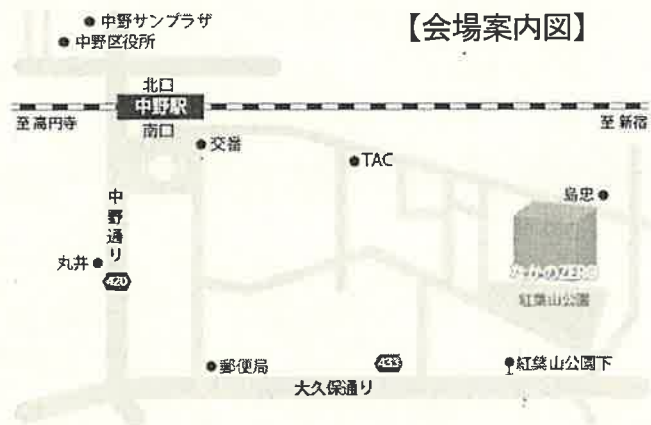 【会場案内図】
中野サンプラザ
中野区役所
北口
中野駅
至 高円寺
至 新宿
南口
交番
TAC
島忠
中野通り
丸井
420
なかのZERO
紅葉山公園
郵便局
433
紅葉山公園下
大久保通り